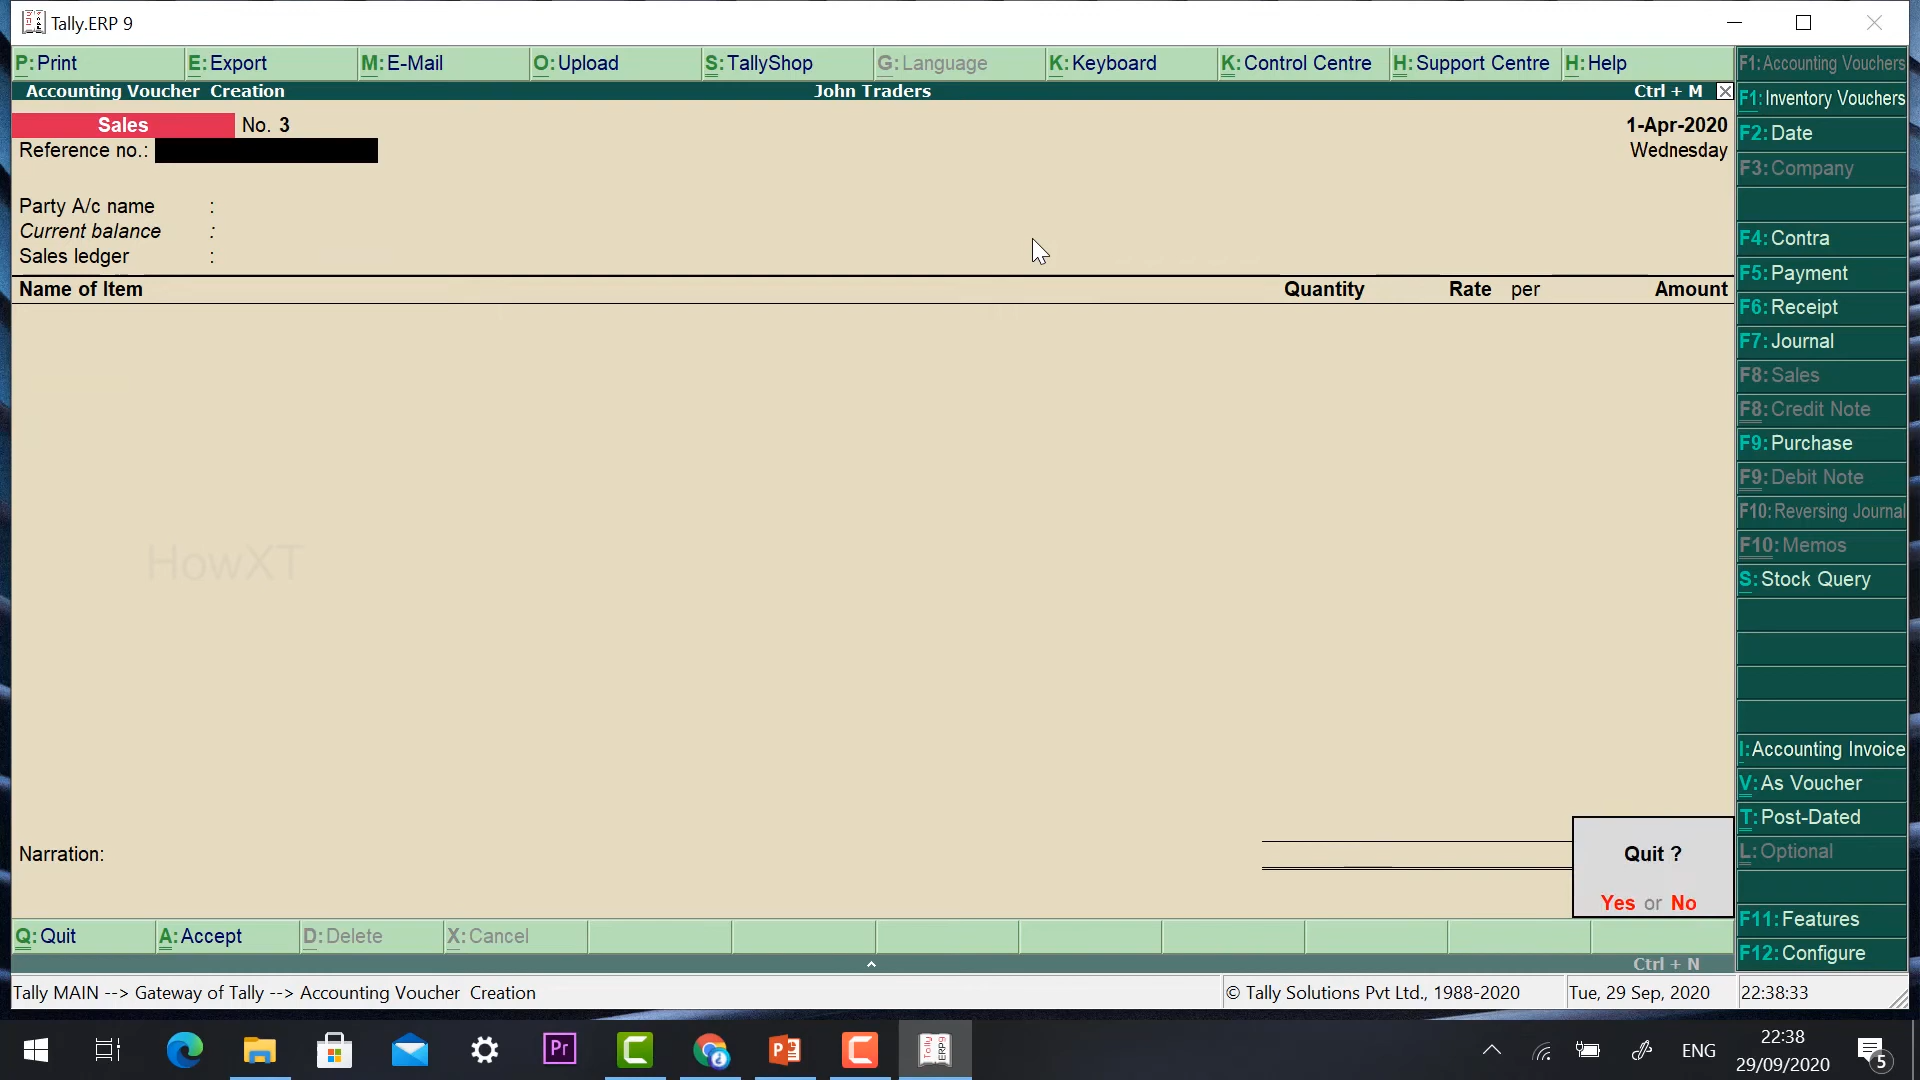 Tally.ERP 9
P: Print E: Export M: E-Mail O: Upload S: TallyShop G: Language K: Keyboard K: Control Centre H: Support Centre H: Help
Accounting Voucher Creation John Traders Ctrl + M
Sales No. 3 1-Apr-2020
Reference no.: Wednesday
Party A/c name :
Current balance :
Sales ledger :
Name of Item Quantity Rate per Amount
HowXT
Narration:
Quit ?
Yes or No
F1: Accounting Vouchers
F1: Inventory Vouchers
F2: Date
F3: Company
F4: Contra
F5: Payment
F6: Receipt
F7: Journal
F8: Sales
F8: Credit Note
F9: Purchase
F9: Debit Note
F10: Reversing Journal
F10: Memos
S: Stock Query
I: Accounting Invoice
V: As Voucher
T: Post-Dated
L: Optional
F11: Features
F12: Configure
Q: Quit A: Accept D: Delete X: Cancel
Ctrl + N
Tally MAIN --> Gateway of Tally --> Accounting Voucher Creation © Tally Solutions Pvt Ltd., 1988-2020 Tue, 29 Sep, 2020 22:38:33
Pr
Tally ERP9
ENG
22:38
29/09/2020
5